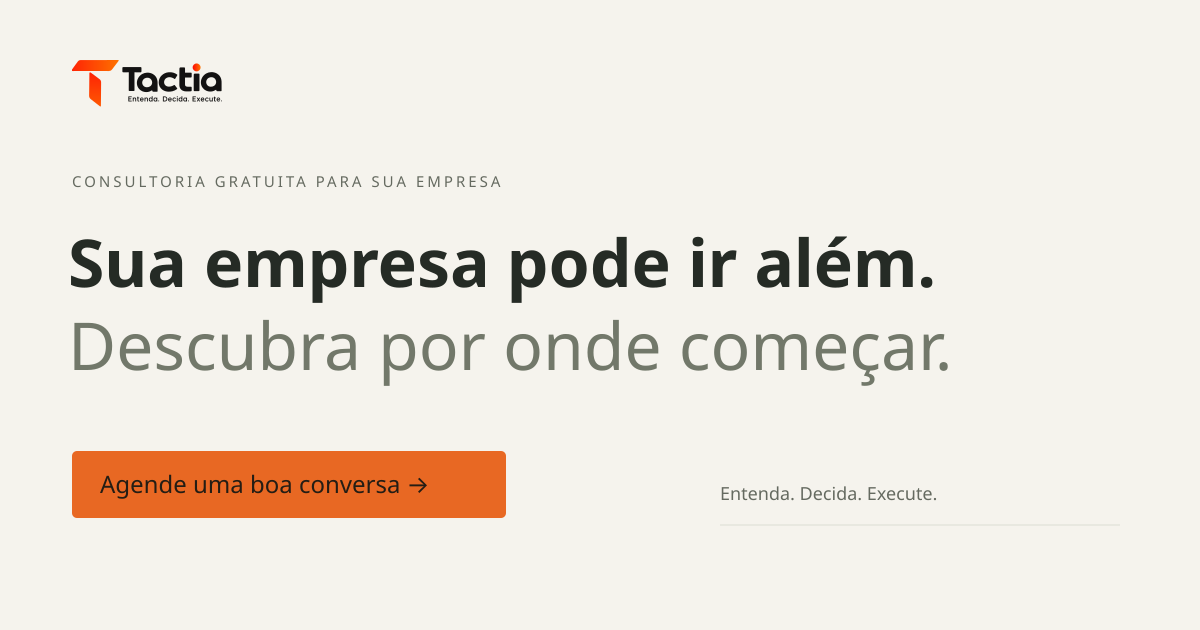 Tactia
Entenda. Decida. Execute.
CONSULTORIA GRATUITA PARA SUA EMPRESA
Sua empresa pode ir além.
Descubra por onde começar.
Agende uma boa conversa →
Entenda. Decida. Execute.